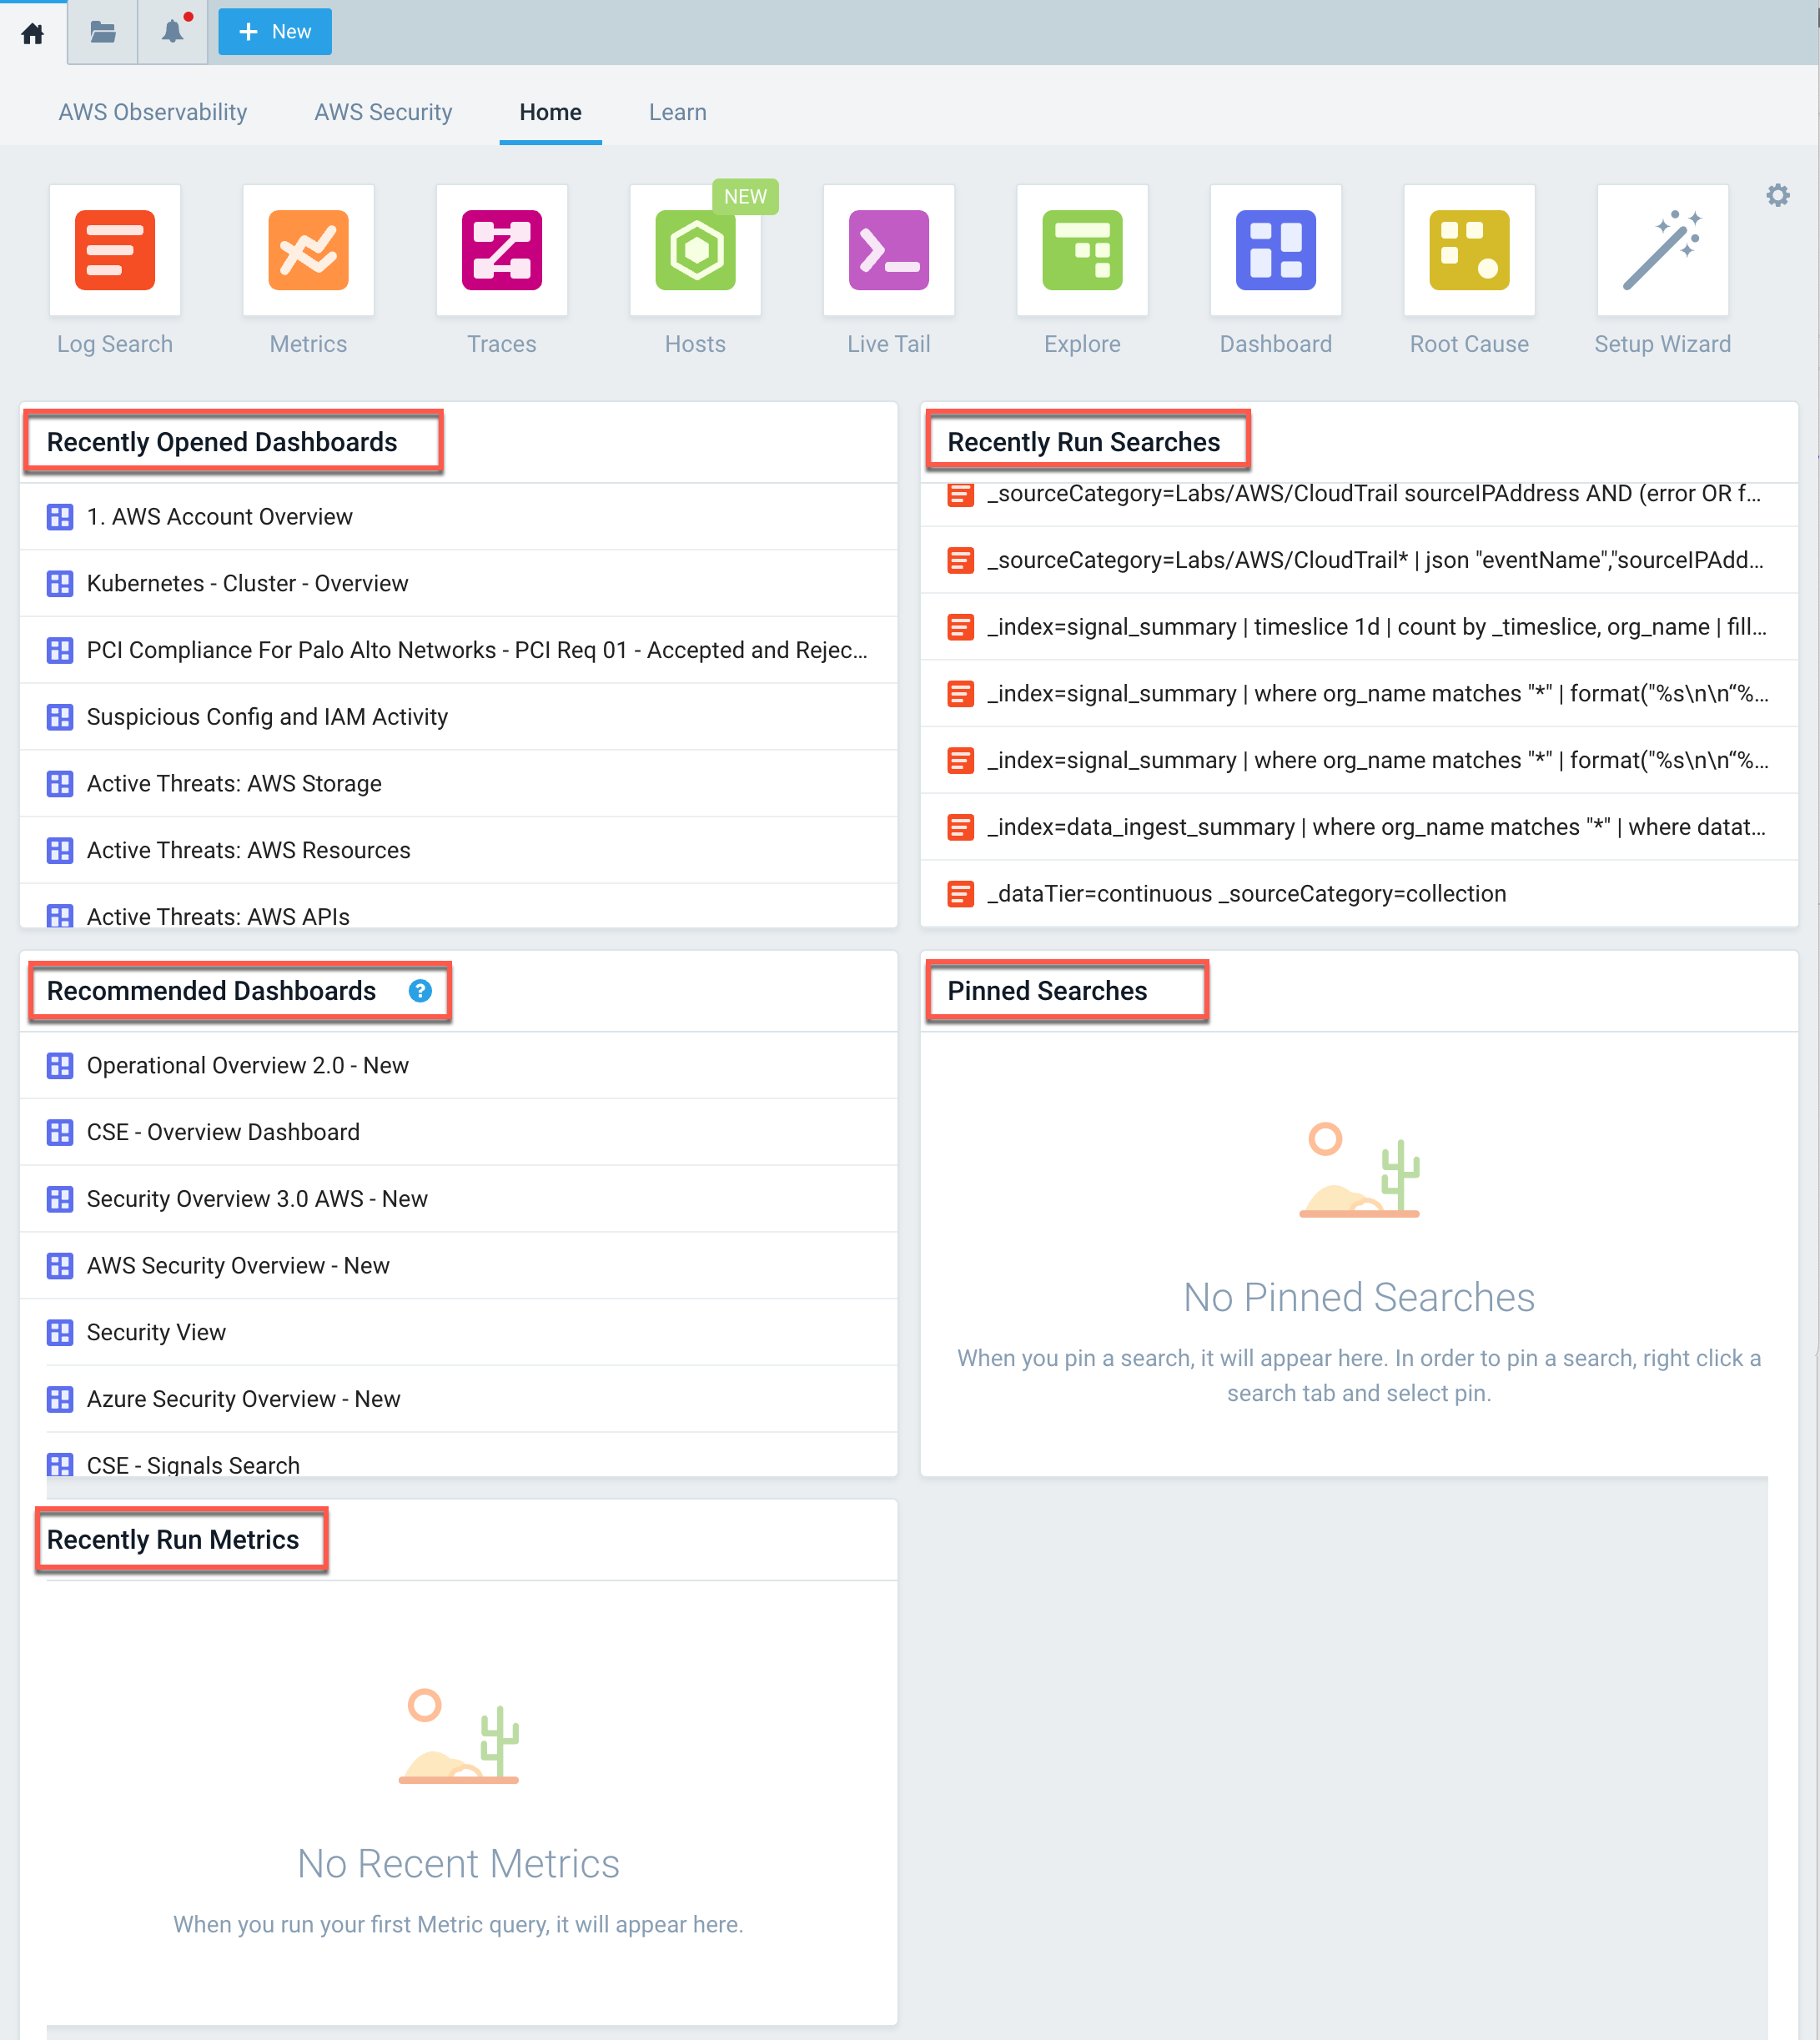 New
AWS Observability
AWS Security
Home
Learn
NEW
Log Search
Metrics
Traces
Hosts
Live Tail
Explore
Dashboard
Root Cause
Setup Wizard
Recently Opened Dashboards
1. AWS Account Overview
Kubernetes - Cluster - Overview
PCI Compliance For Palo Alto Networks - PCI Req 01 - Accepted and Rejec...
Suspicious Config and IAM Activity
Active Threats: AWS Storage
Active Threats: AWS Resources
Active Threats: AWS APIs
Recently Run Searches
_sourceCategory=Labs/AWS/CloudTrail sourceIPAddress AND (error OR f...
_sourceCategory=Labs/AWS/CloudTrail* | json "eventName","sourceIPAdd...
_index=signal_summary | timeslice 1d | count by _timeslice, org_name | fill...
_index=signal_summary | where org_name matches "*" | format("%s\n\n“%...
_index=signal_summary | where org_name matches "*" | format("%s\n\n“%...
_index=data_ingest_summary | where org_name matches "*" | where datat...
_dataTier=continuous _sourceCategory=collection
Recommended Dashboards ?
Operational Overview 2.0 - New
CSE - Overview Dashboard
Security Overview 3.0 AWS - New
AWS Security Overview - New
Security View
Azure Security Overview - New
CSE - Signals Search
Pinned Searches
No Pinned Searches
When you pin a search, it will appear here. In order to pin a search, right click a
search tab and select pin.
Recently Run Metrics
No Recent Metrics
When you run your first Metric query, it will appear here.